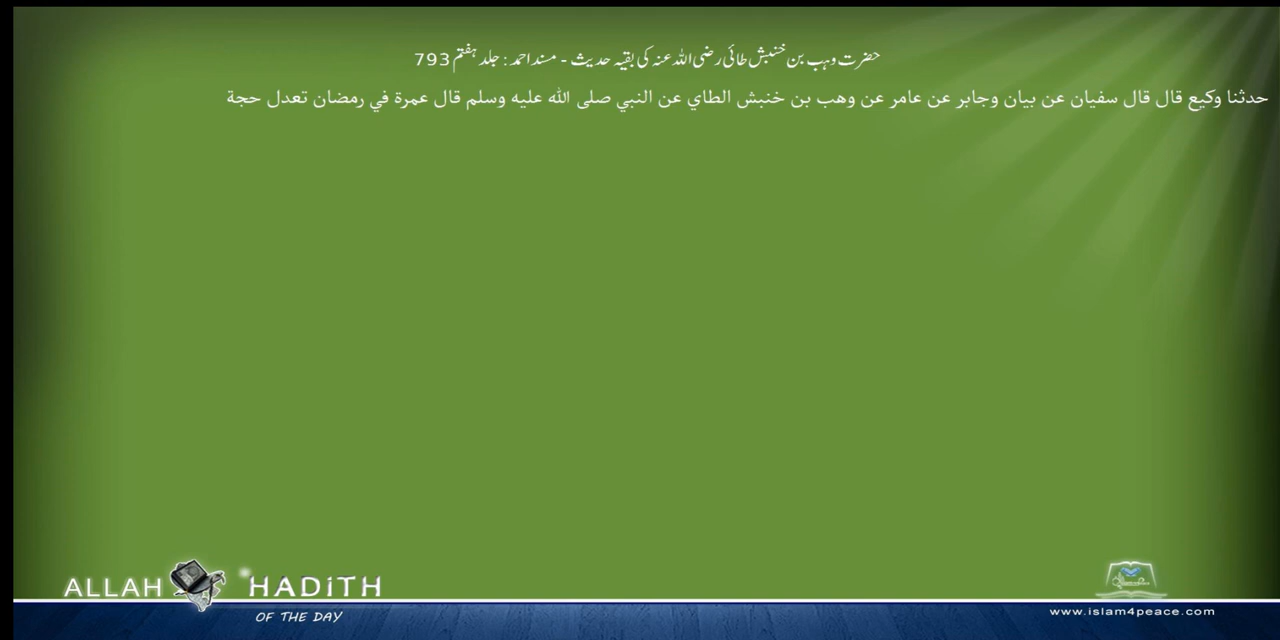 حضرت وہب بن خنبش طائی رضی اللہ عنہ کی بقیہ حدیث - مسند احمد : جلد ہفتم 793
حدثنا وكيع قال قال سفيان عن بيان وجابر عن عامر عن وهب بن خنبش الطاي عن النبي صلى الله عليه وسلم قال عمرة في رمضان تعدل حجة
ALLAH HADITH
OF THE DAY
www.islam4peace.com